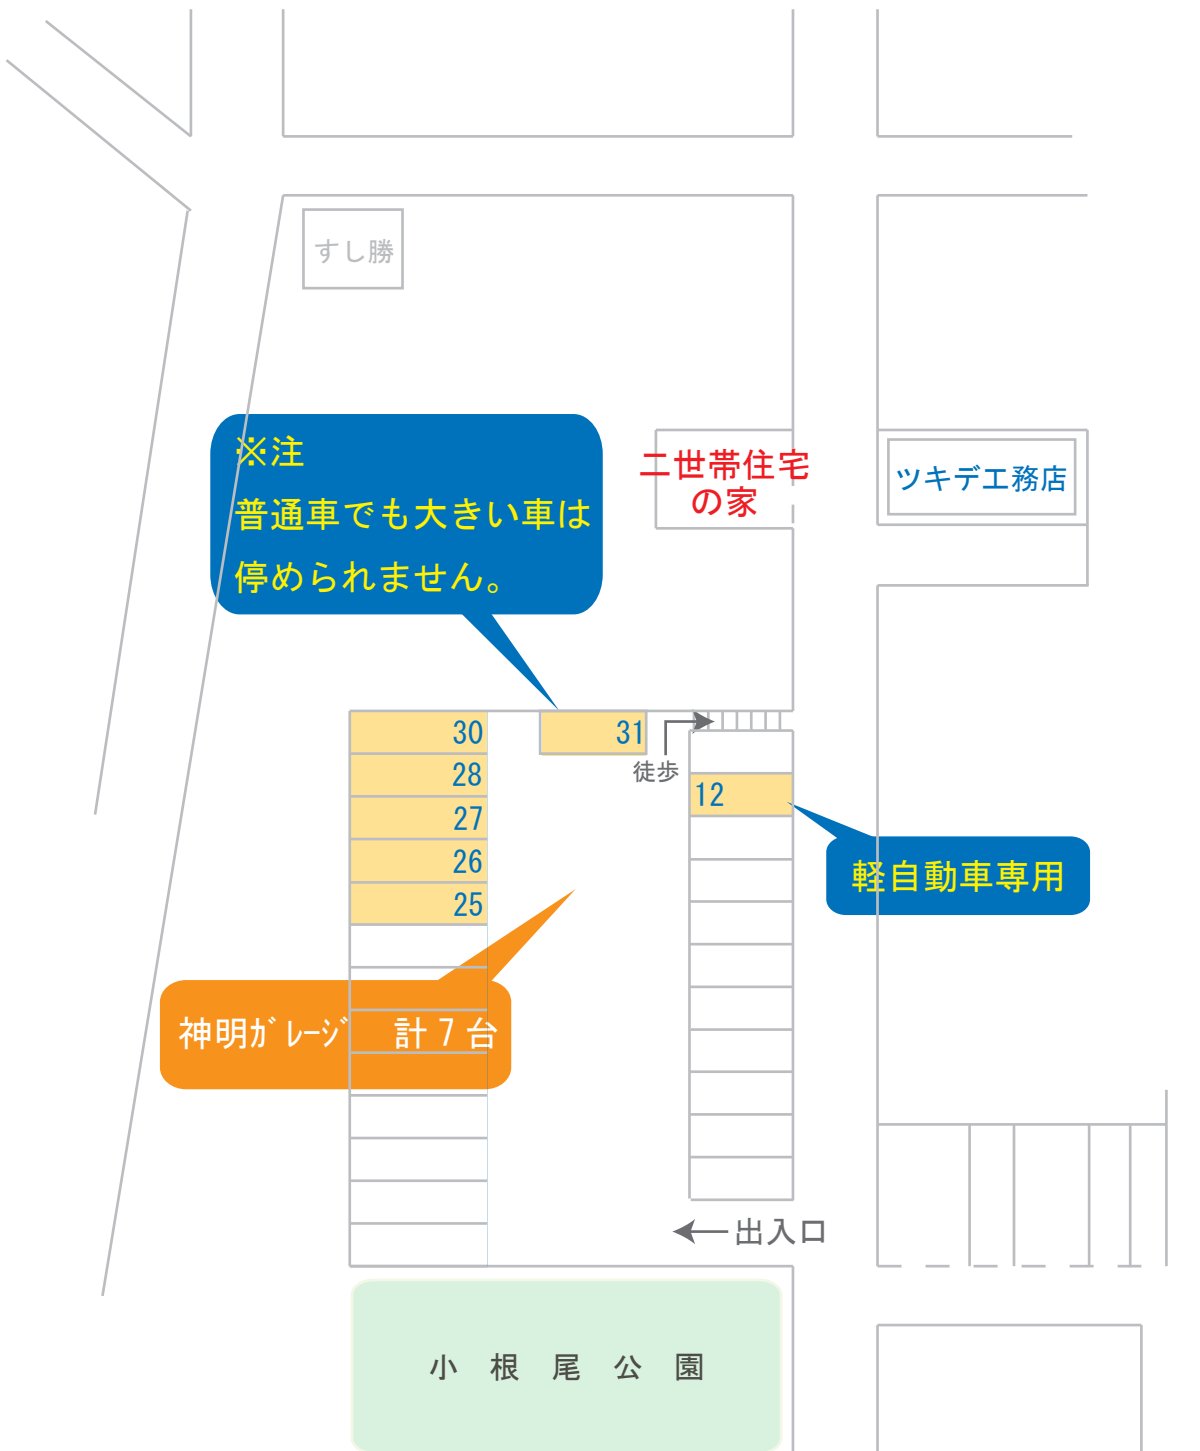 すし勝
※注
普通車でも大きい車は
停められません。
二世帯住宅
の家
ツキデ工務店
30
31
徒歩
28
12
27
26
25
軽自動車専用
神明ｶﾞﾚｰｼﾞ　計７台
出入口
小　根　尾　公　園